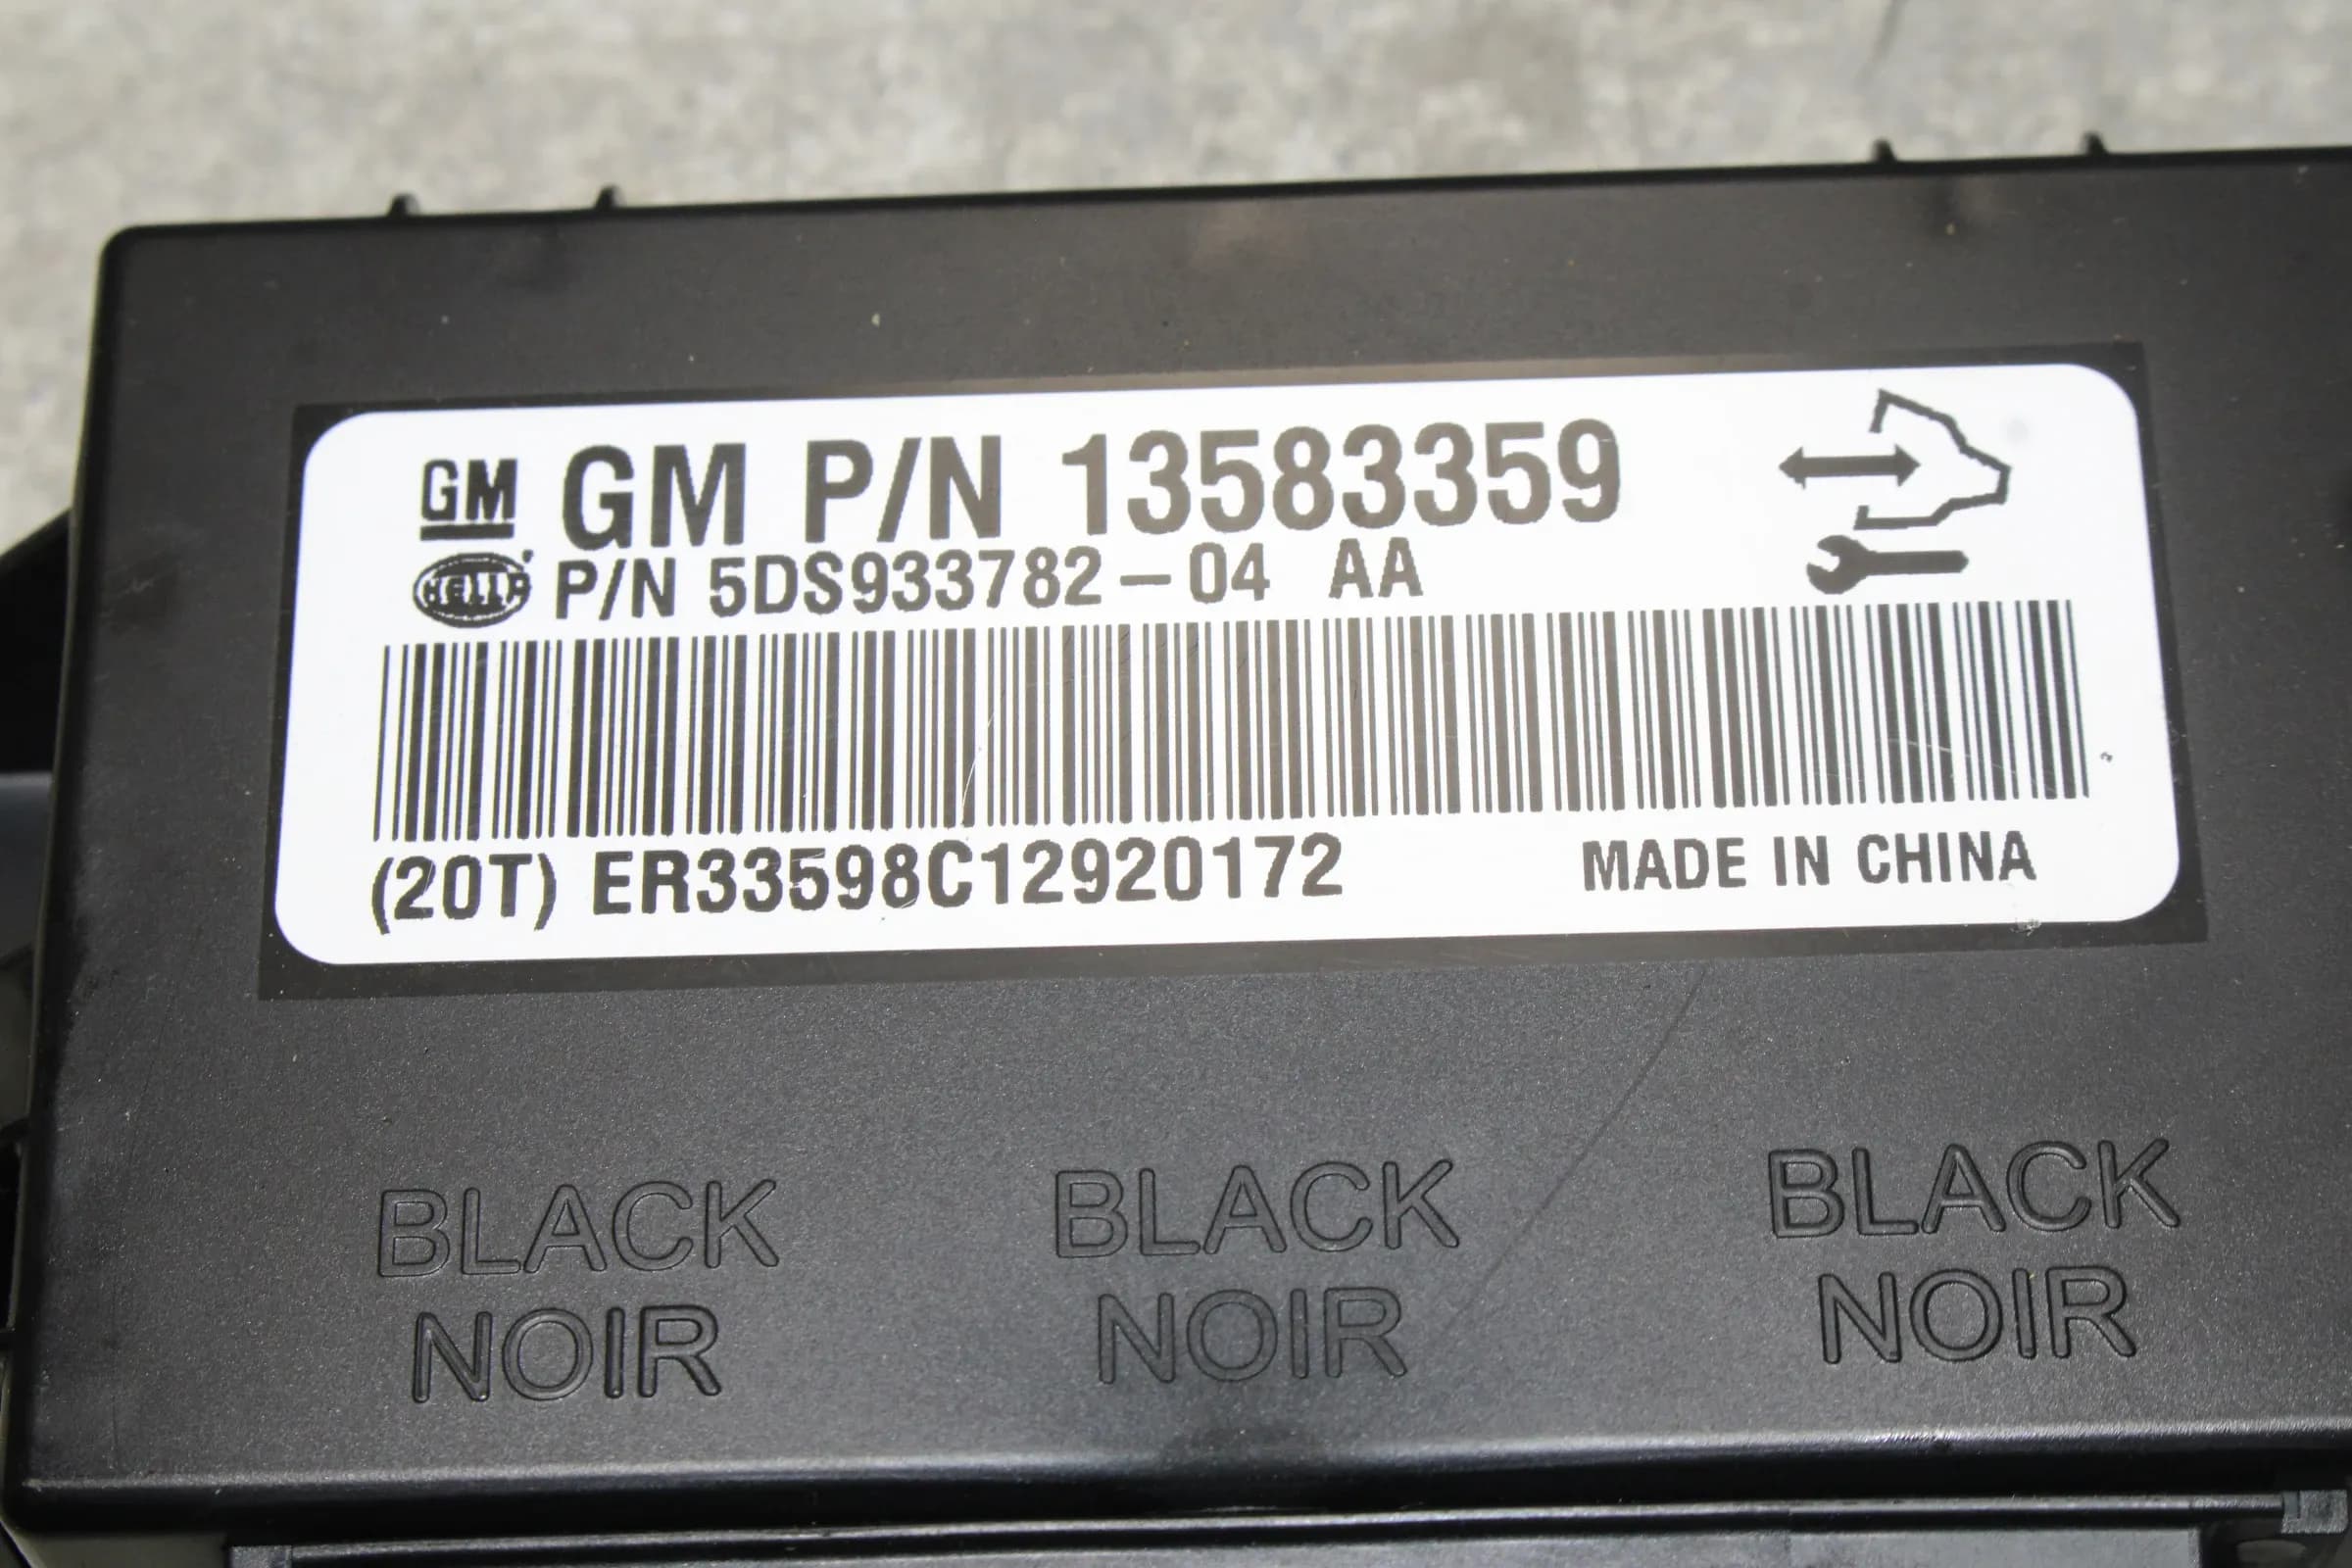 GM GM P/N 13583359
HELLA P/N 5DS933782-04 AA
(20T) ER33598C12920172 MADE IN CHINA
BLACK BLACK BLACK
NOIR NOIR NOIR